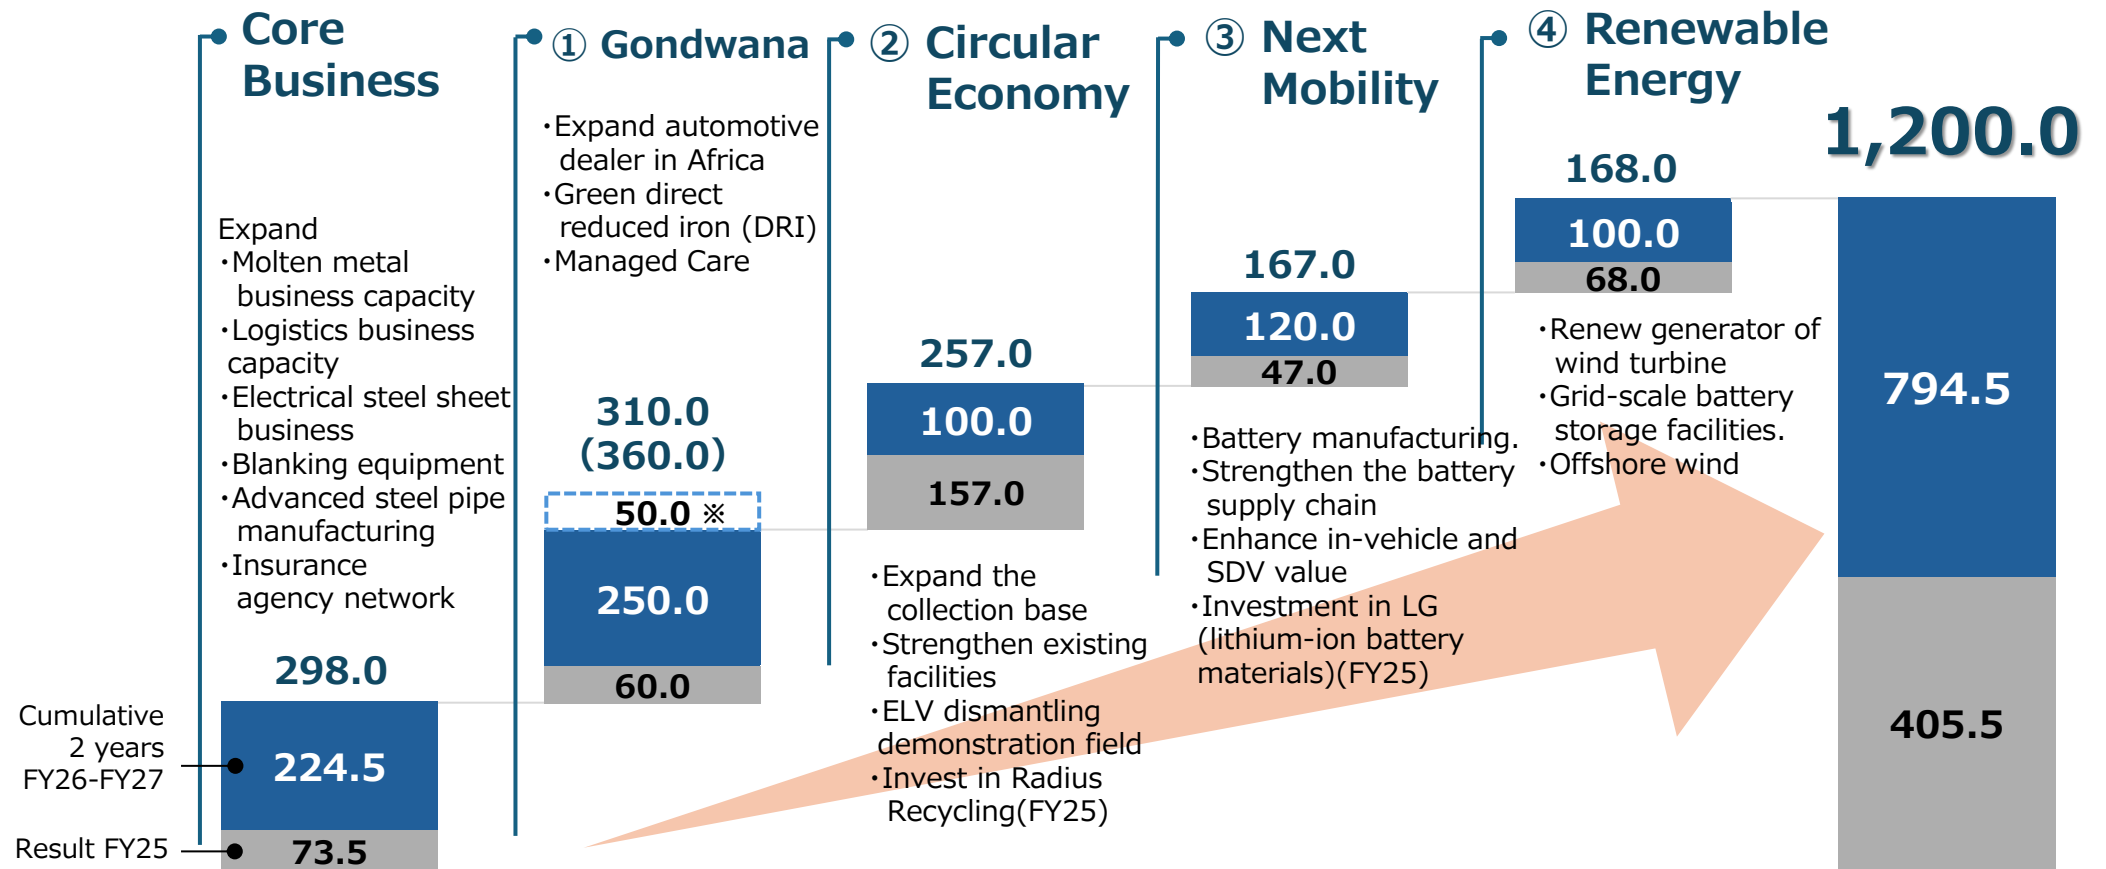 Core
Business
Expand
・Molten metal
business capacity
・Logistics business
capacity
・Electrical steel sheet
business
・Blanking equipment
・Advanced steel pipe
manufacturing
・Insurance
agency network
298.0
224.5
73.5
Cumulative
2 years
FY26-FY27
Result FY25
① Gondwana
・Expand automotive
dealer in Africa
・Green direct
reduced iron (DRI)
・Managed Care
310.0
(360.0)
50.0 ※
250.0
60.0
② Circular
Economy
257.0
100.0
157.0
・Expand the
collection base
・Strengthen existing
facilities
・ELV dismantling
demonstration field
・Invest in Radius
Recycling(FY25)
③ Next
Mobility
167.0
120.0
47.0
・Battery manufacturing.
・Strengthen the battery
supply chain
・Enhance in-vehicle and
SDV value
・Investment in LG
(lithium-ion battery
materials)(FY25)
④ Renewable
Energy
168.0
100.0
68.0
・Renew generator of
wind turbine
・Grid-scale battery
storage facilities.
・Offshore wind
1,200.0
794.5
405.5